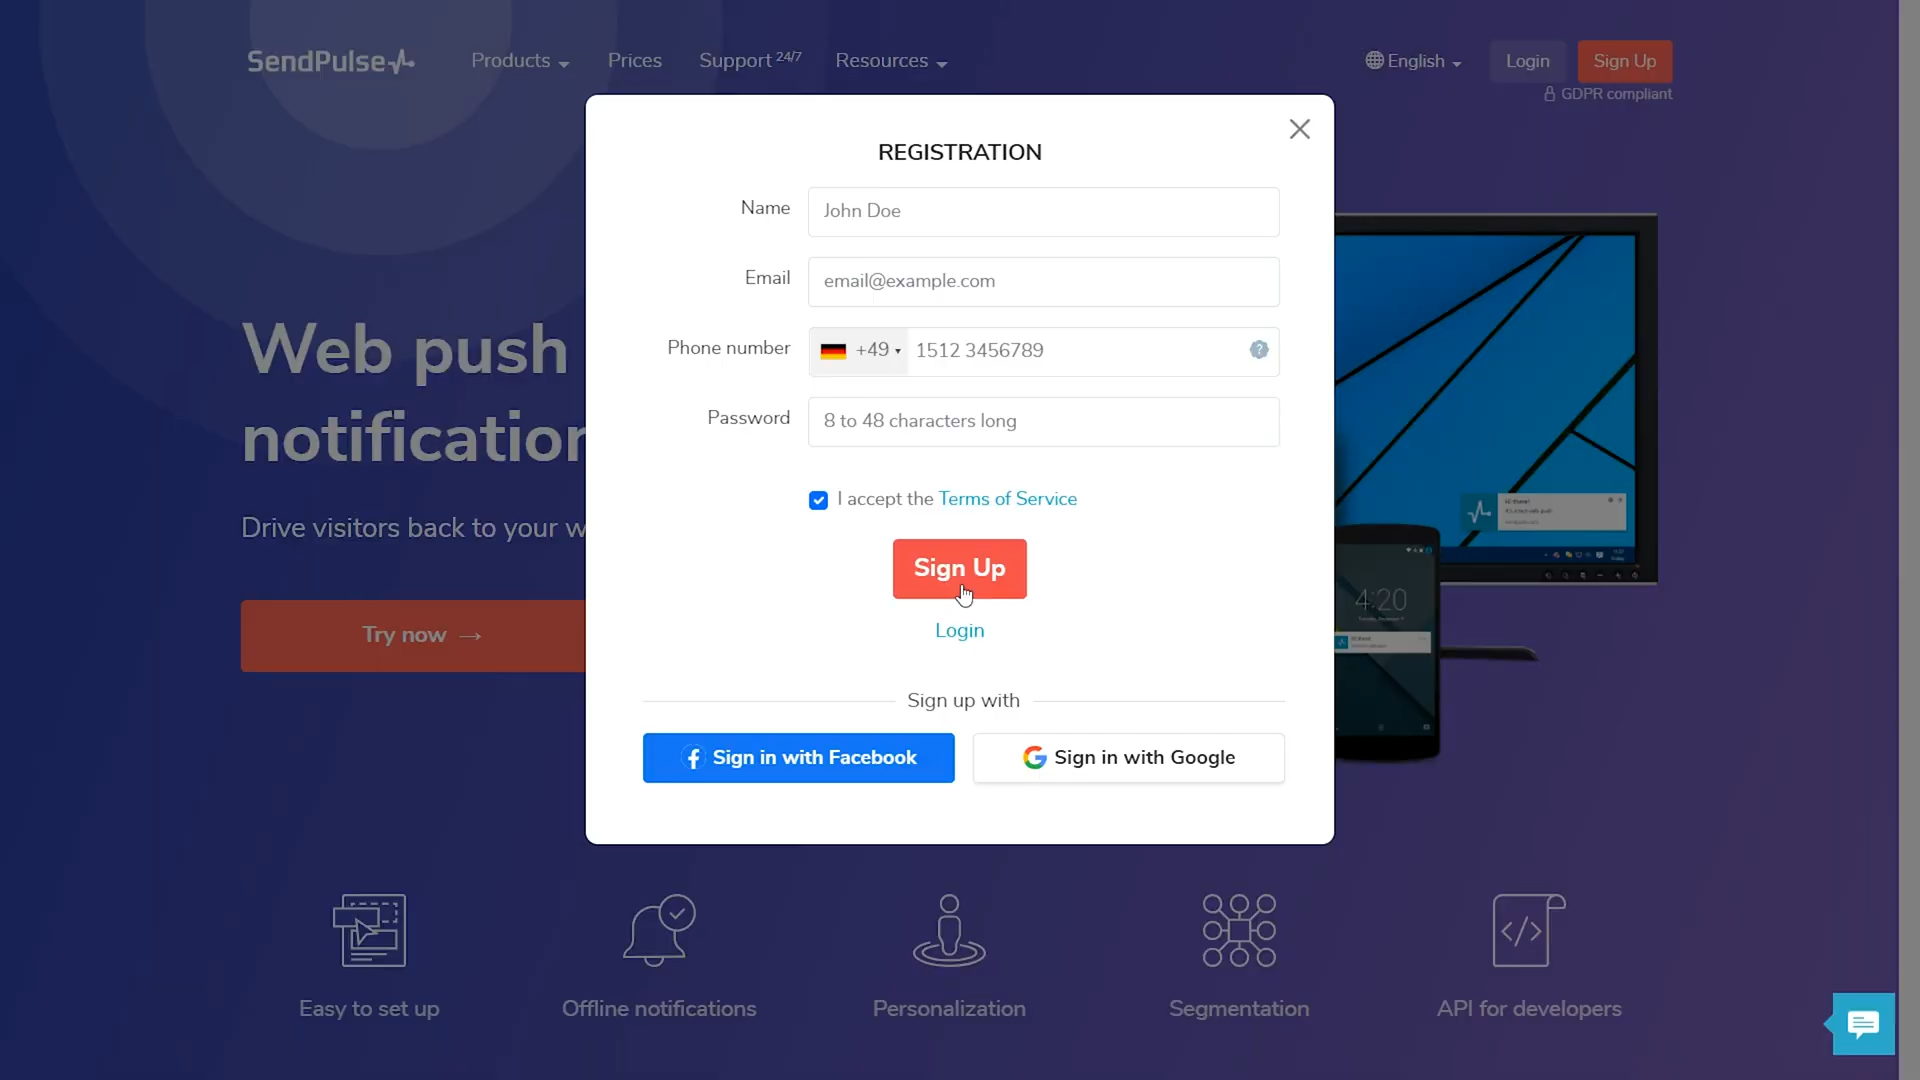 SendPulse
Products
Prices
Support 24/7
Resources
English
Login
Sign Up
GDPR compliant
REGISTRATION
Name
John Doe
Email
email@example.com
Phone number
+49
1512 3456789
?
Password
8 to 48 characters long
I accept the Terms of Service
Sign Up
Login
Sign up with
Sign in with Facebook
Sign in with Google
Web push
notification
Drive visitors back to your w
Try now →
4:20
Easy to set up
Offline notifications
Personalization
Segmentation
API for developers